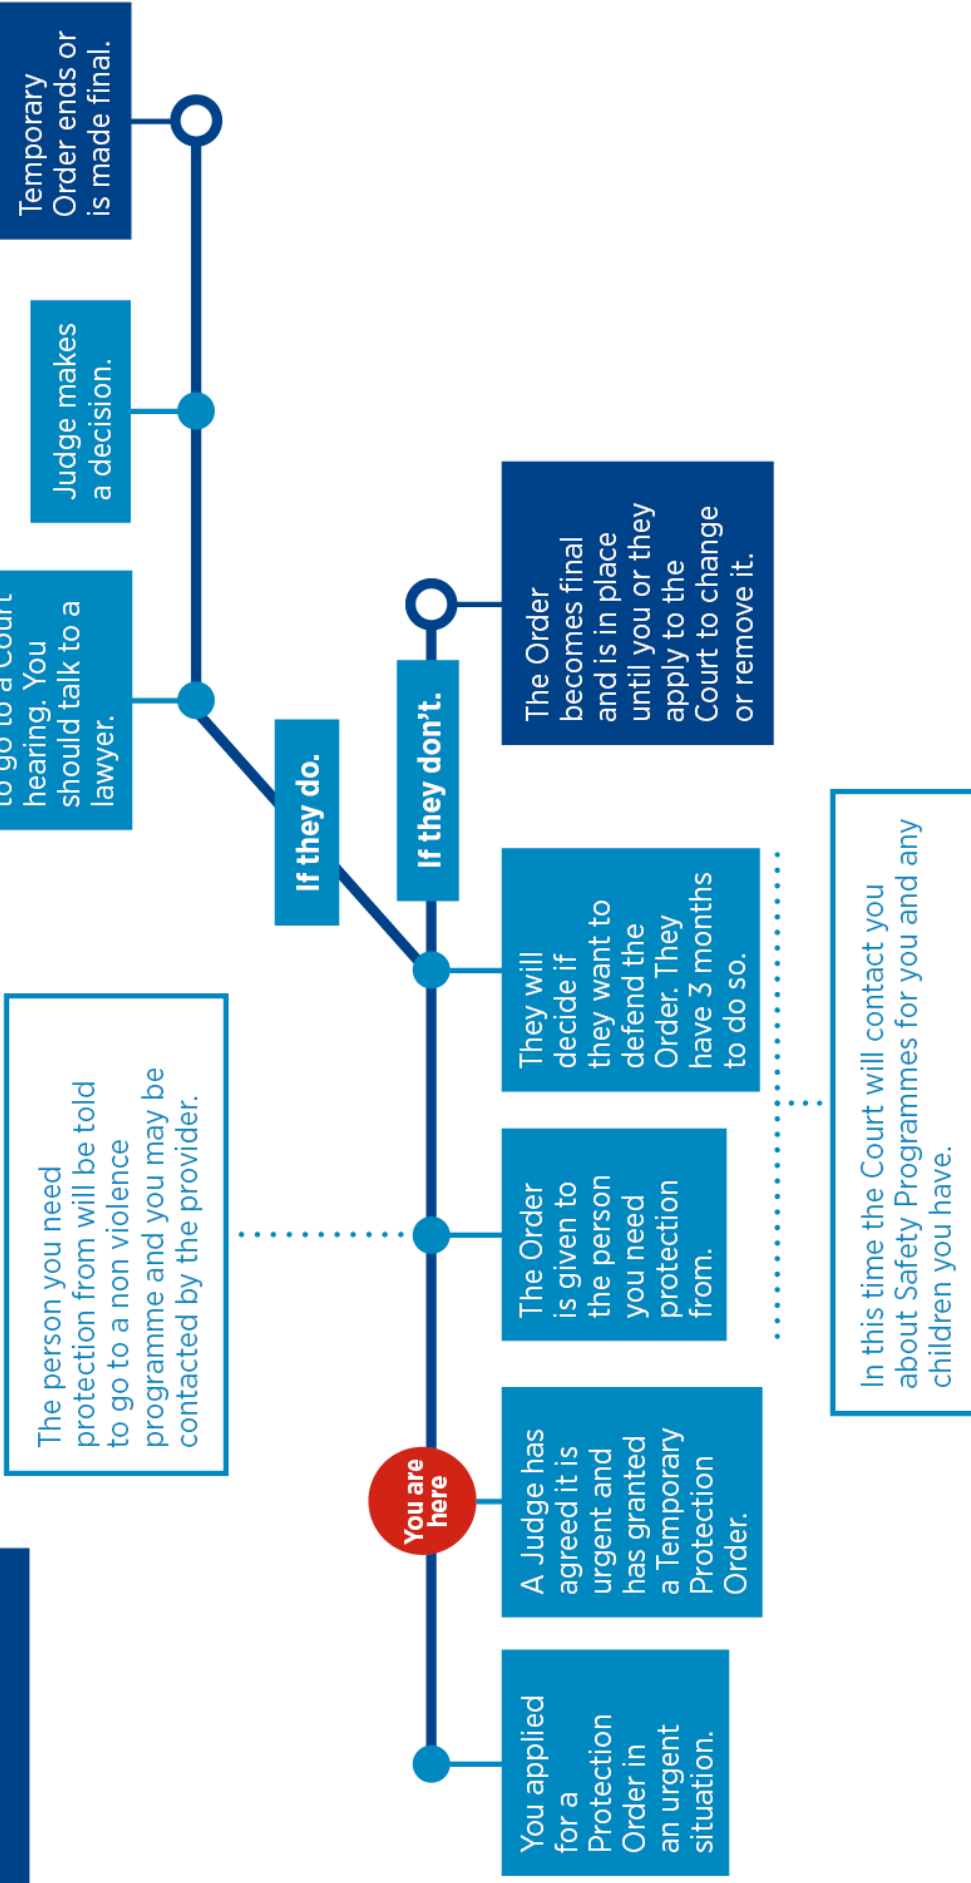 You applied
for a
Protection
Order in
an urgent
situation.
You are
here
A Judge has
agreed it is
urgent and
has granted
a Temporary
Protection
Order.
The person you need
protection from will be told
to go to a non violence
programme and you may be
contacted by the provider.
The Order
is given to
the person
you need
protection
from.
They will
decide if
they want to
defend the
Order. They
have 3 months
to do so.
In this time the Court will contact you
about Safety Programmes for you and any
children you have.
If they do.
to go to a Court
hearing. You
should talk to a
lawyer.
Judge makes
a decision.
Temporary
Order ends or
is made final.
If they don't.
The Order
becomes final
and is in place
until you or they
apply to the
Court to change
or remove it.